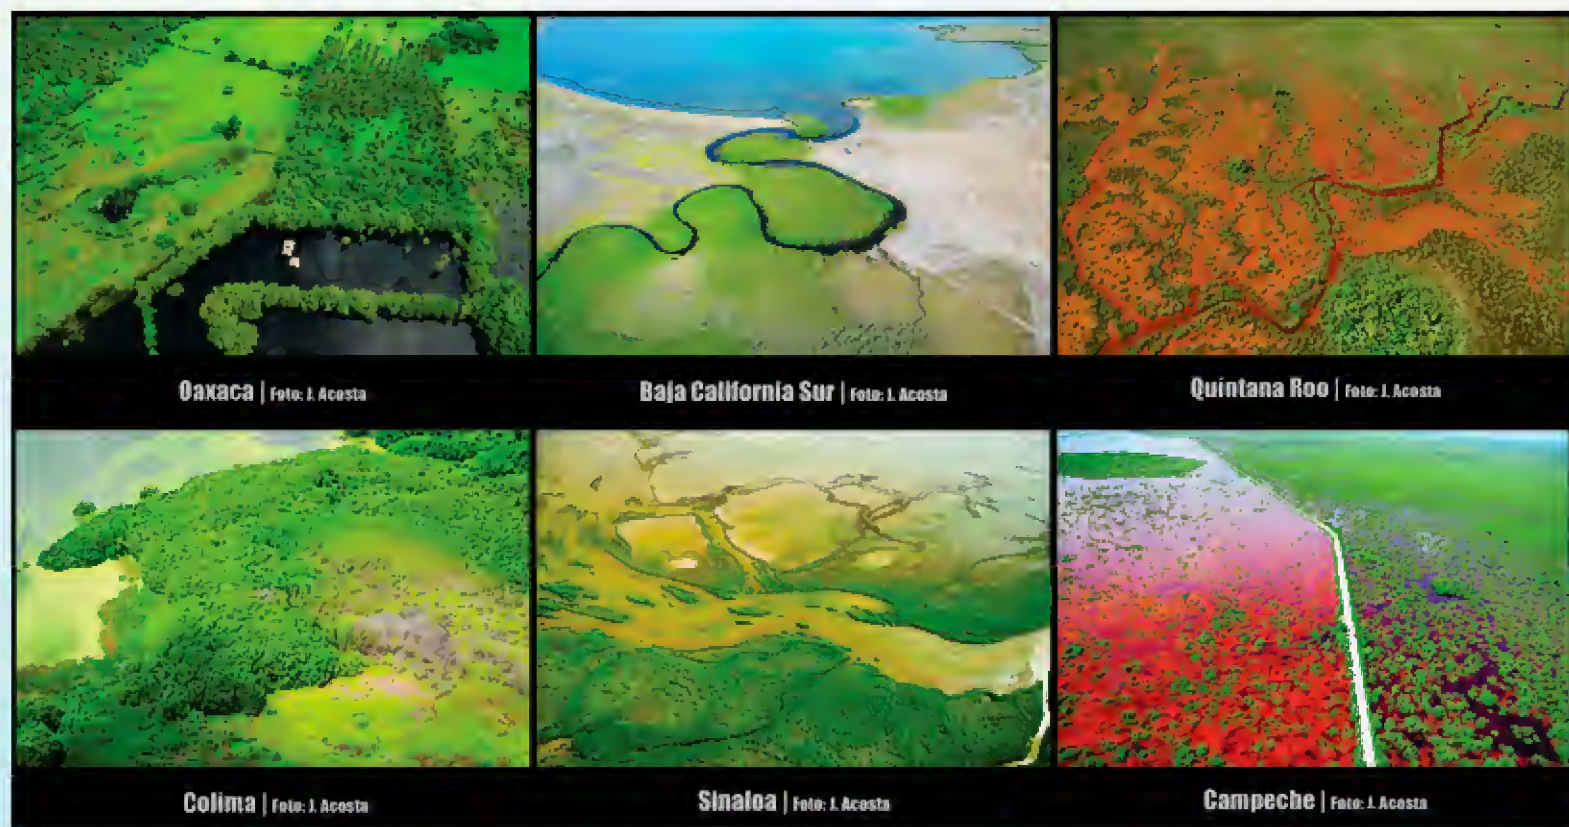 Oaxaca | Foto: J. Acosta
Baja California Sur | Foto: J. Acosta
Quintana Roo | Foto: J. Acosta
Colima | Foto: J. Acosta
Sinaloa | Foto: J. Acosta
Campeche | Foto: J. Acosta